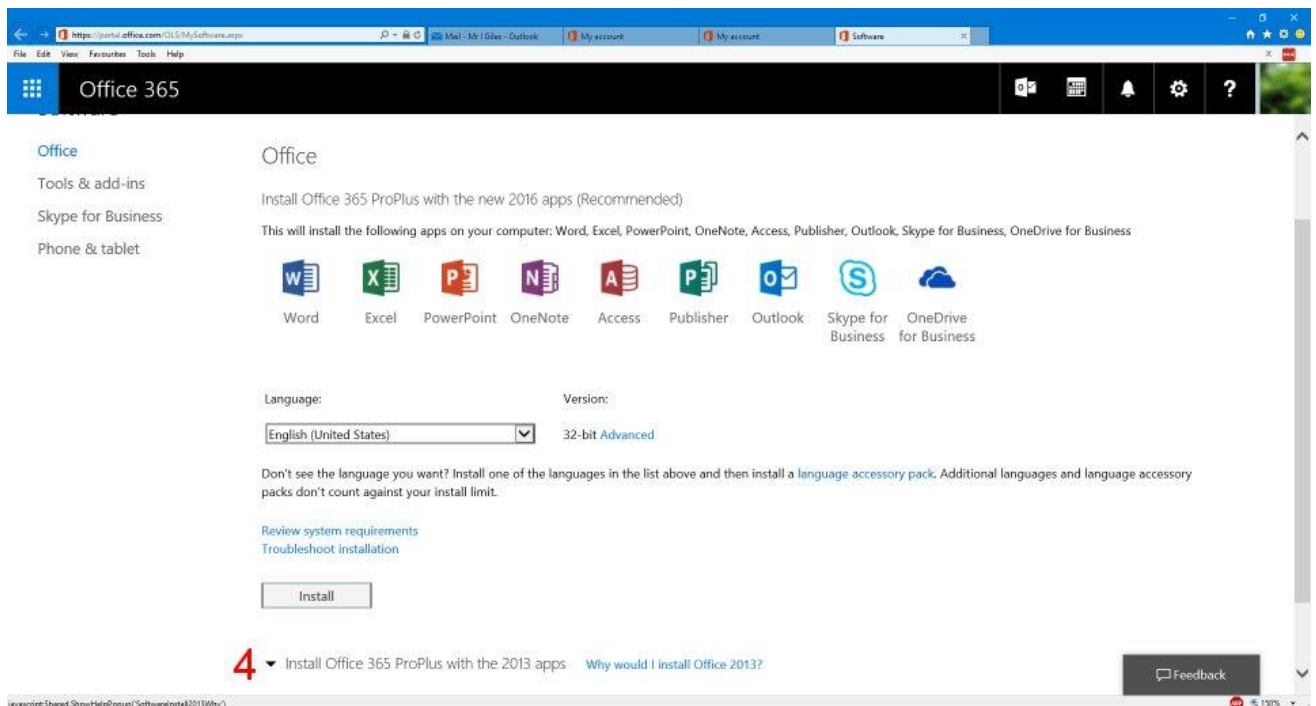 https://portal.office.com/OLS/MySoftware.aspx
Mail - Mr I Giles - Outlook
My account
My account
Software
File Edit View Favourites Tools Help
Office 365
Office
Tools & add-ins
Skype for Business
Phone & tablet
Office
Install Office 365 ProPlus with the new 2016 apps (Recommended)
This will install the following apps on your computer: Word, Excel, PowerPoint, OneNote, Access, Publisher, Outlook, Skype for Business, OneDrive for Business
Word Excel PowerPoint OneNote Access Publisher Outlook Skype for Business OneDrive for Business
Language: Version:
English (United States) 32-bit Advanced
Don't see the language you want? Install one of the languages in the list above and then install a language accessory pack. Additional languages and language accessory
packs don't count against your install limit.
Review system requirements
Troubleshoot installation
Install
4 Install Office 365 ProPlus with the 2013 apps Why would I install Office 2013?
Feedback
javascript:Shared.ShowHelpPopup('SoftwareInstall2013Why') 150%